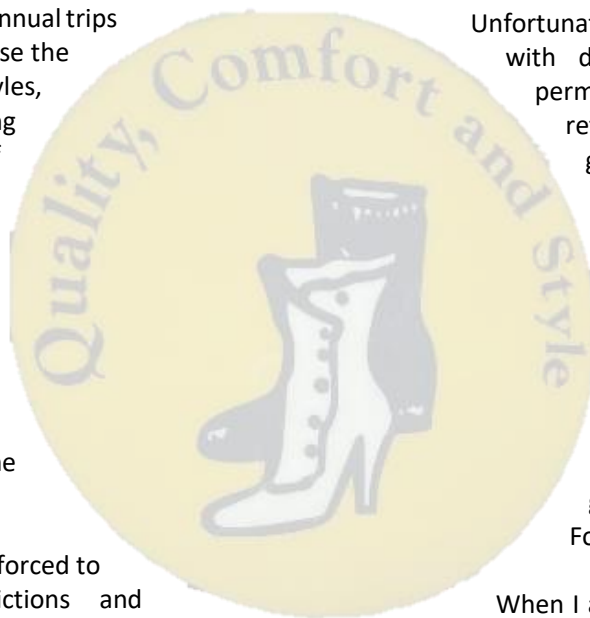 nnual trips
se the
yles,
ng
Quality, Comfort and Style
ne
forced to
ictions and
Unfortunat
with d
perm
re
g
Fo
When I a